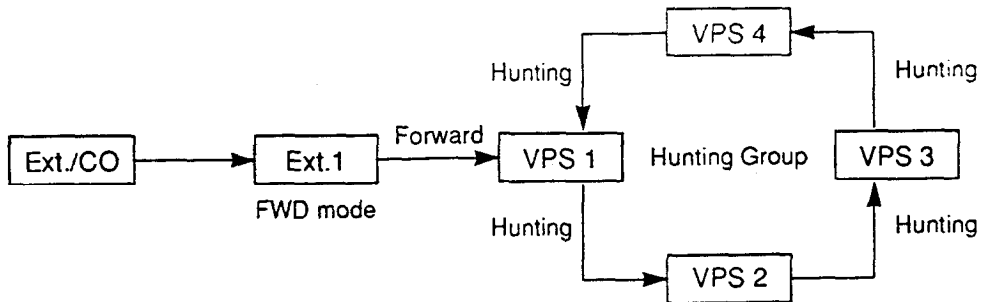 VPS 4
Hunting
Hunting
Forward
Ext./CO
Ext.1
VPS 1
Hunting Group
VPS 3
FWD mode
Hunting
Hunting
VPS 2